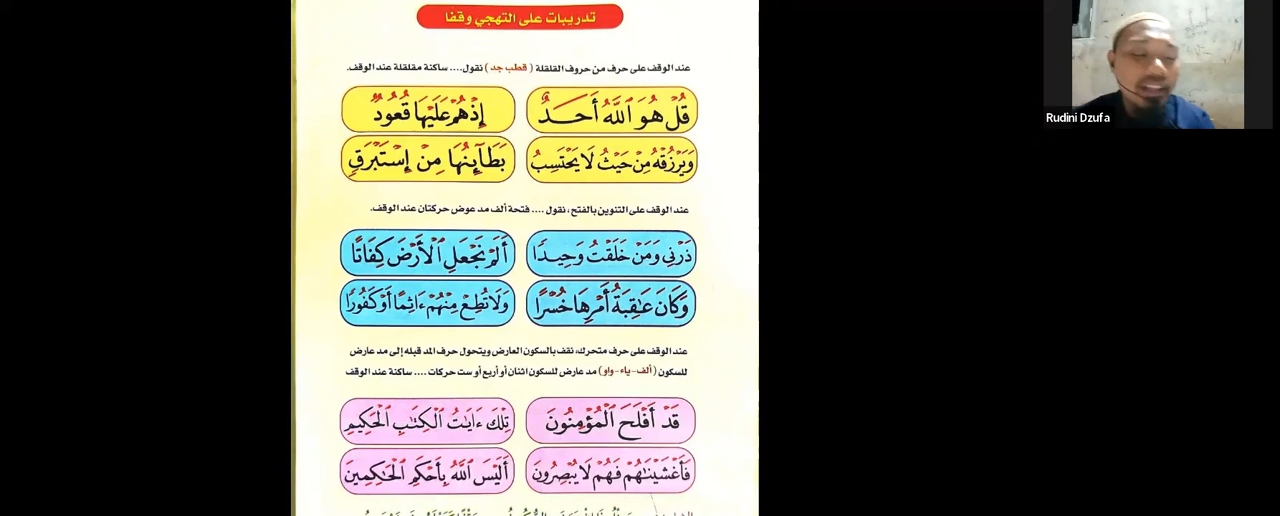 تدريبات على التهجي وقفا
عند الوقف على حرف من حروف القلقلة ( قطب جد ) نقول.... ساكنة مقلقلة عند الوقف.
قُلْ هُوَ ٱللَّهُ أَحَدٌ إِذْ هُمْ عَلَيْهَا قُعُودٌ
وَيَرْزُقْهُ مِنْ حَيْثُ لَا يَحْتَسِبُ بَطَآئِنُهَا مِنْ إِسْتَبْرَقٍ
عند الوقف على التنوين بالفتح، نقول .... فتحة ألف مد عوض حركتان عند الوقف.
ذَرْنِي وَمَنْ خَلَقْتُ وَحِيدًا أَلَمْ نَجْعَلِ ٱلْأَرْضَ كِفَاتًا
وَكَانَ عَٰقِبَةُ أَمْرِهَا خُسْرًا وَلَا تُطِعْ مِنْهُمْ ءَاثِمًا أَوْ كَفُورًا
عند الوقف على حرف متحرك، نقف بالسكون العارض ويتحول حرف المد قبله إلى مد عارض
للسكون (ألف - ياء - واو) مد عارض للسكون اثنان أو أربع أو ست حركات .... ساكنة عند الوقف
قَدْ أَفْلَحَ ٱلْمُؤْمِنُونَ تِلْكَ ءَايَٰتُ ٱلْكِتَٰبِ ٱلْحَكِيمِ
فَأَغْشَيْنَٰهُمْ فَهُمْ لَا يُبْصِرُونَ أَلَيْسَ ٱللَّهُ بِأَحْكَمِ ٱلْحَٰكِمِينَ
Rudini Dzufa